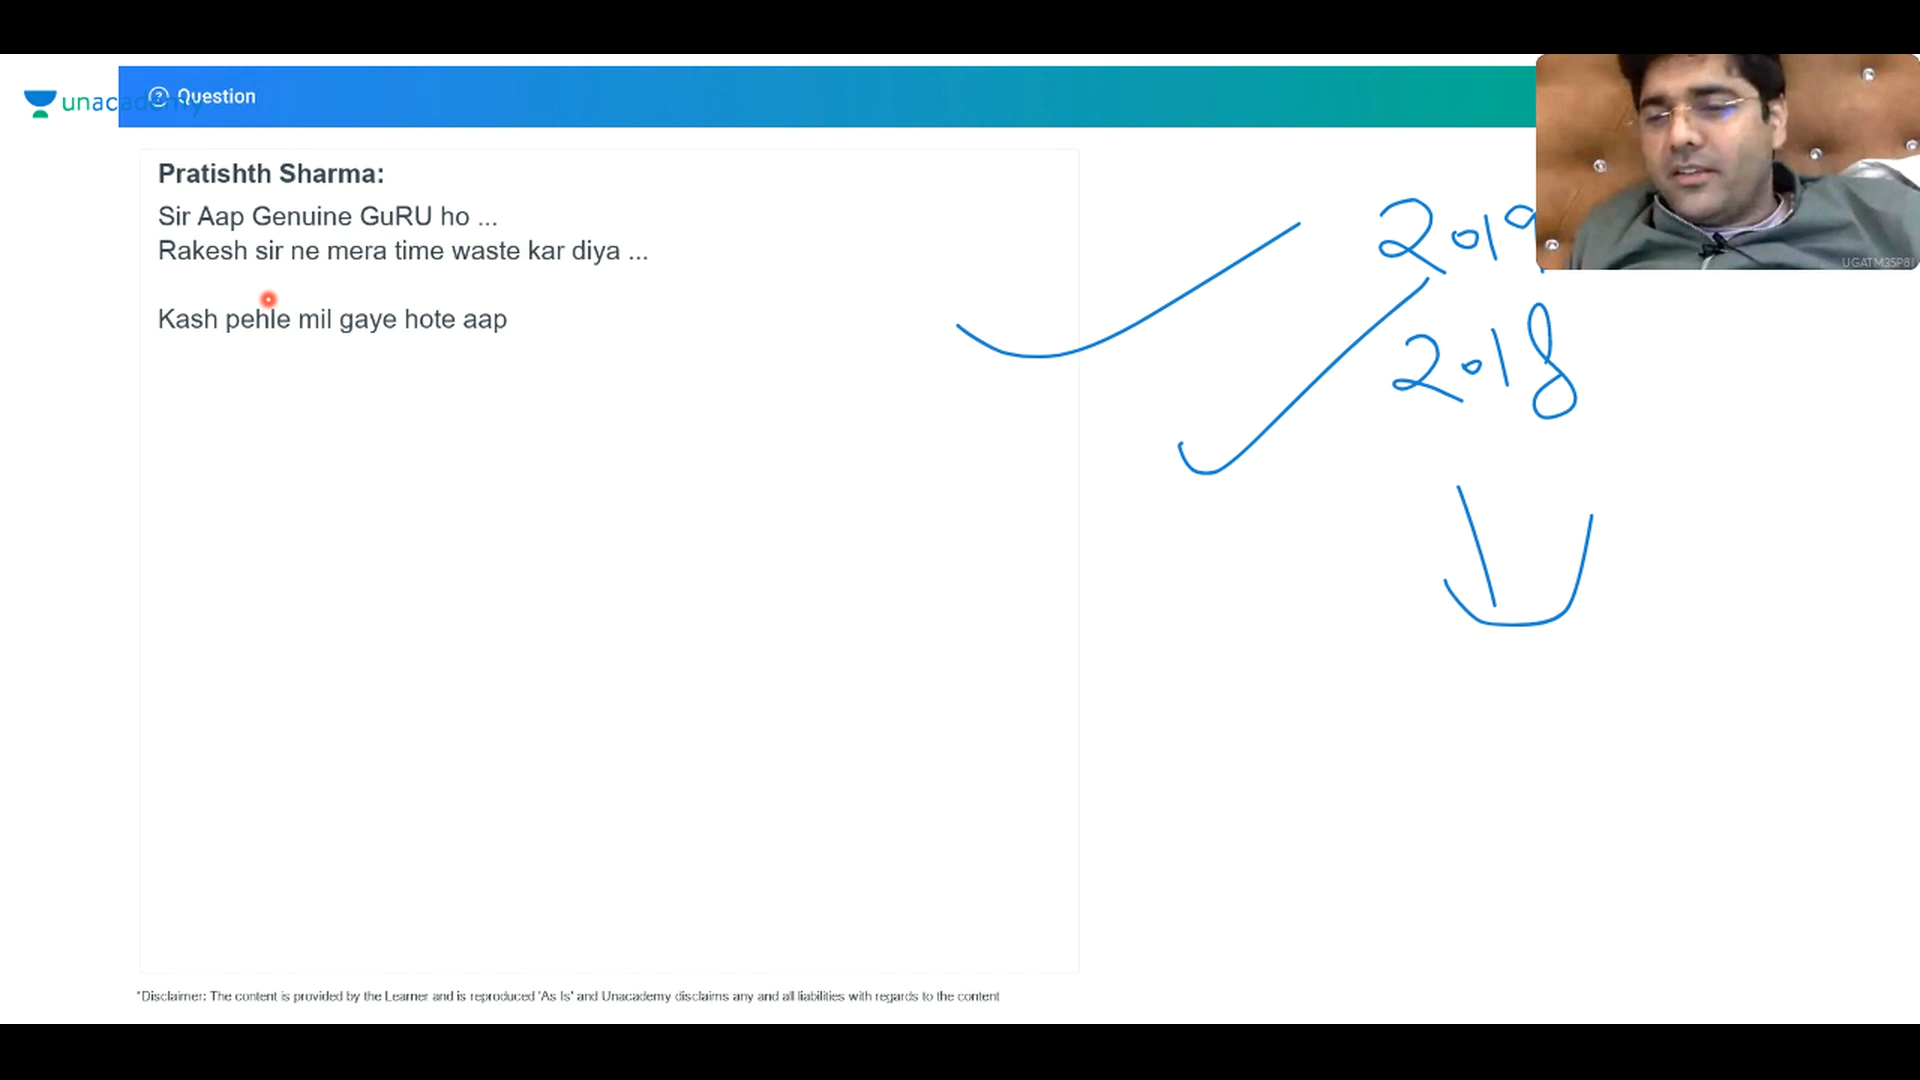 unacademy
Question
Pratishth Sharma:
Sir Aap Genuine GuRU ho ...
Rakesh sir ne mera time waste kar diya ...
Kash pehle mil gaye hote aap
2019
2018
UGATM35P8I
*Disclaimer: The content is provided by the Learner and is reproduced 'As Is' and Unacademy disclaims any and all liabilities with regards to the content